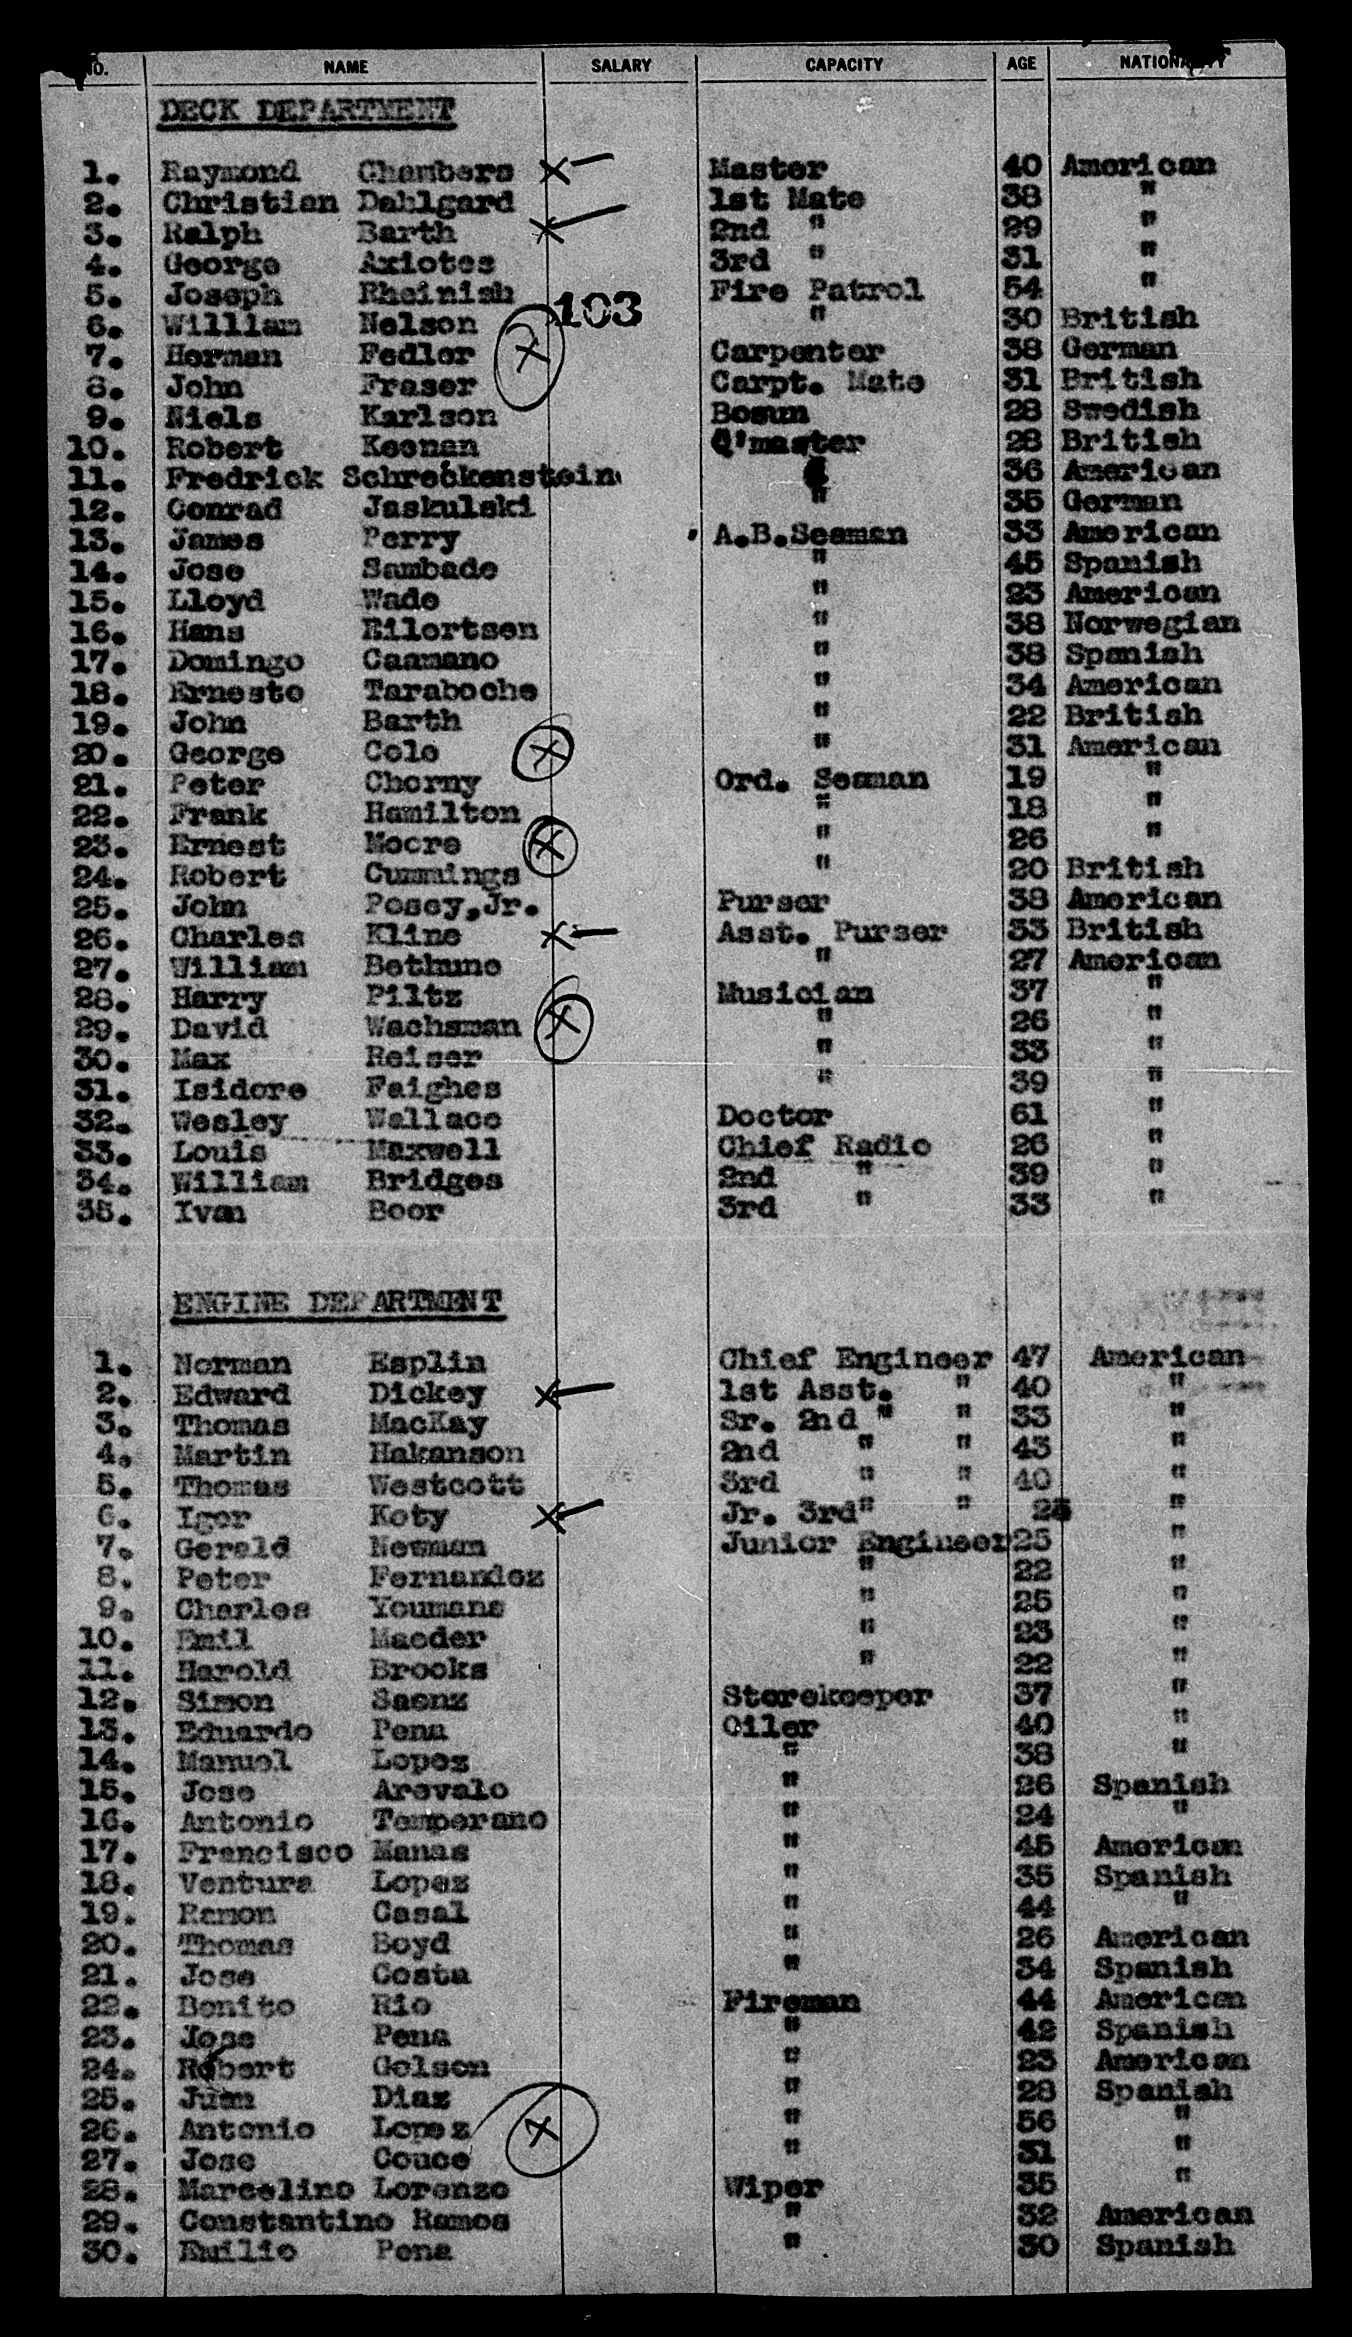 NO. NAME SALARY CAPACITY AGE NATIONALITY
DECK DEPARTMENT
1. Raymond Chambers X Master 40 American
2. Christian Dahlgard 1st Mate 38 "
3. Ralph Barth X 2nd " 29 "
4. George Axiotes 3rd " 31 "
5. Joseph Rheinish Fire Patrol 54 "
103
6. William Nelson " 30 British
7. Herman Fedler X Carpenter 38 German
8. John Fraser Carpt. Mate 31 British
9. Niels Karlson Bosun 28 Swedish
10. Robert Keenan Q'master 28 British
11. Fredrick Schreckenstein " 36 American
12. Conrad Jaskulski " 35 German
13. James Perry A.B.Seaman 33 American
14. Jose Sambade " 45 Spanish
15. Lloyd Wade " 23 American
16. Hans Eilertsen " 38 Norwegian
17. Domingo Caamano " 38 Spanish
18. Ernesto Taraboche " 34 American
19. John Barth " 22 British
20. George Cole X " 31 American
21. Peter Chorny Ord. Seaman 19 "
22. Frank Hamilton " 18 "
23. Ernest Moore X " 26 "
24. Robert Cummings " 20 British
25. John Posey,Jr. Purser 38 American
26. Charles Kline X Asst. Purser 33 British
27. William Bethune " 27 American
28. Harry Piltz Musician 37 "
29. David Wachsman X " 26 "
30. Max Reiser " 33 "
31. Isidore Faighes " 39 "
32. Wesley Wallace Doctor 61 "
33. Louis Maxwell Chief Radio 26 "
34. William Bridges 2nd " 39 "
35. Ivan Boor 3rd " 33 "
ENGINE DEPARTMENT
1. Norman Esplin Chief Engineer 47 American
2. Edward Dickey X 1st Asst. " 40 "
3. Thomas MacKay Sr. 2nd " " 33 "
4. Martin Hakanson 2nd " " 43 "
5. Thomas Westcott 3rd " " 40 "
6. Igor Koty X Jr. 3rd " " "
7. Gerald Newman Junior Engineer 25 "
8. Peter Fernandez " 22 "
9. Charles Youmans " 25 "
10. Emil Maeder " 23 "
11. Harold Brooks " 22 "
12. Simon Saenz Storekeeper 37 "
13. Eduardo Pena Oiler 40 "
14. Manuel Lopez " 38 "
15. Jose Arevalo " 26 Spanish
16. Antonio Temperano " 24 "
17. Francisco Manas " 45 American
18. Ventura Lopez " 35 Spanish
19. Ramon Casal " 44 "
20. Thomas Boyd " 26 American
21. Jose Costa " 34 Spanish
22. Benito Rio Fireman 44 American
23. Jose Pena " 42 Spanish
24. Robert Golson " 23 American
25. Juan Diaz " 28 Spanish
26. Antonio Lopez X " 56 "
27. Jose Couce " 31 "
28. Marcelino Lorenzo Wiper 35 "
29. Constantino Ramos " 32 American
30. Emilio Pena " 30 Spanish